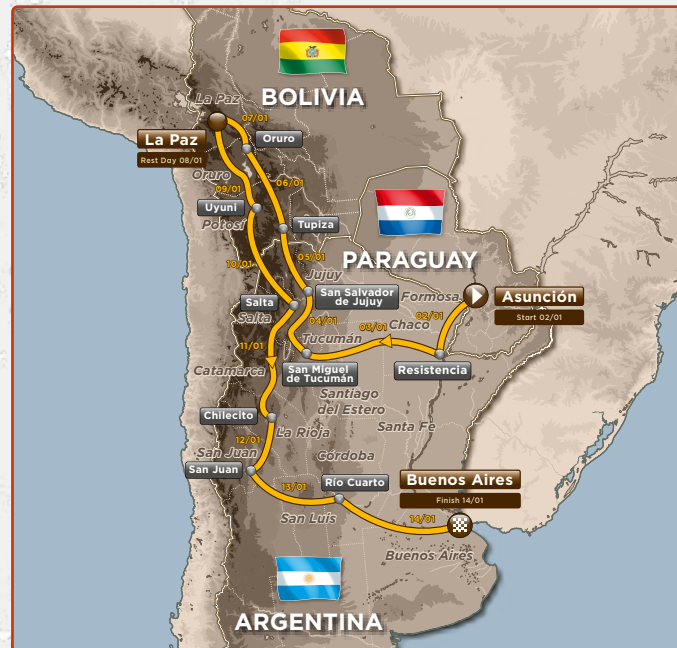 La Paz
BOLIVIA
07/01
La Paz
Rest Day 08/01
Oruro
Oruro
09/01
06/01
Uyuni
Potosí
Tupiza
PARAGUAY
10/01
05/01
Jujuy
San Salvador
de Jujuy
Formosa
Asunción
Start 02/01
Salta
Salta
04/01
03/01
Chaco
02/01
Tucumán
11/01
Catamarca
San Miguel
de Tucumán
Resistencia
Santiago
del Estero
Chilecito
La Rioja
Santa Fe
12/01
San Juan
San Juan
Córdoba
13/01
Río Cuarto
Buenos Aires
Finish 14/01
San Luis
14/01
Buenos Aires
ARGENTINA